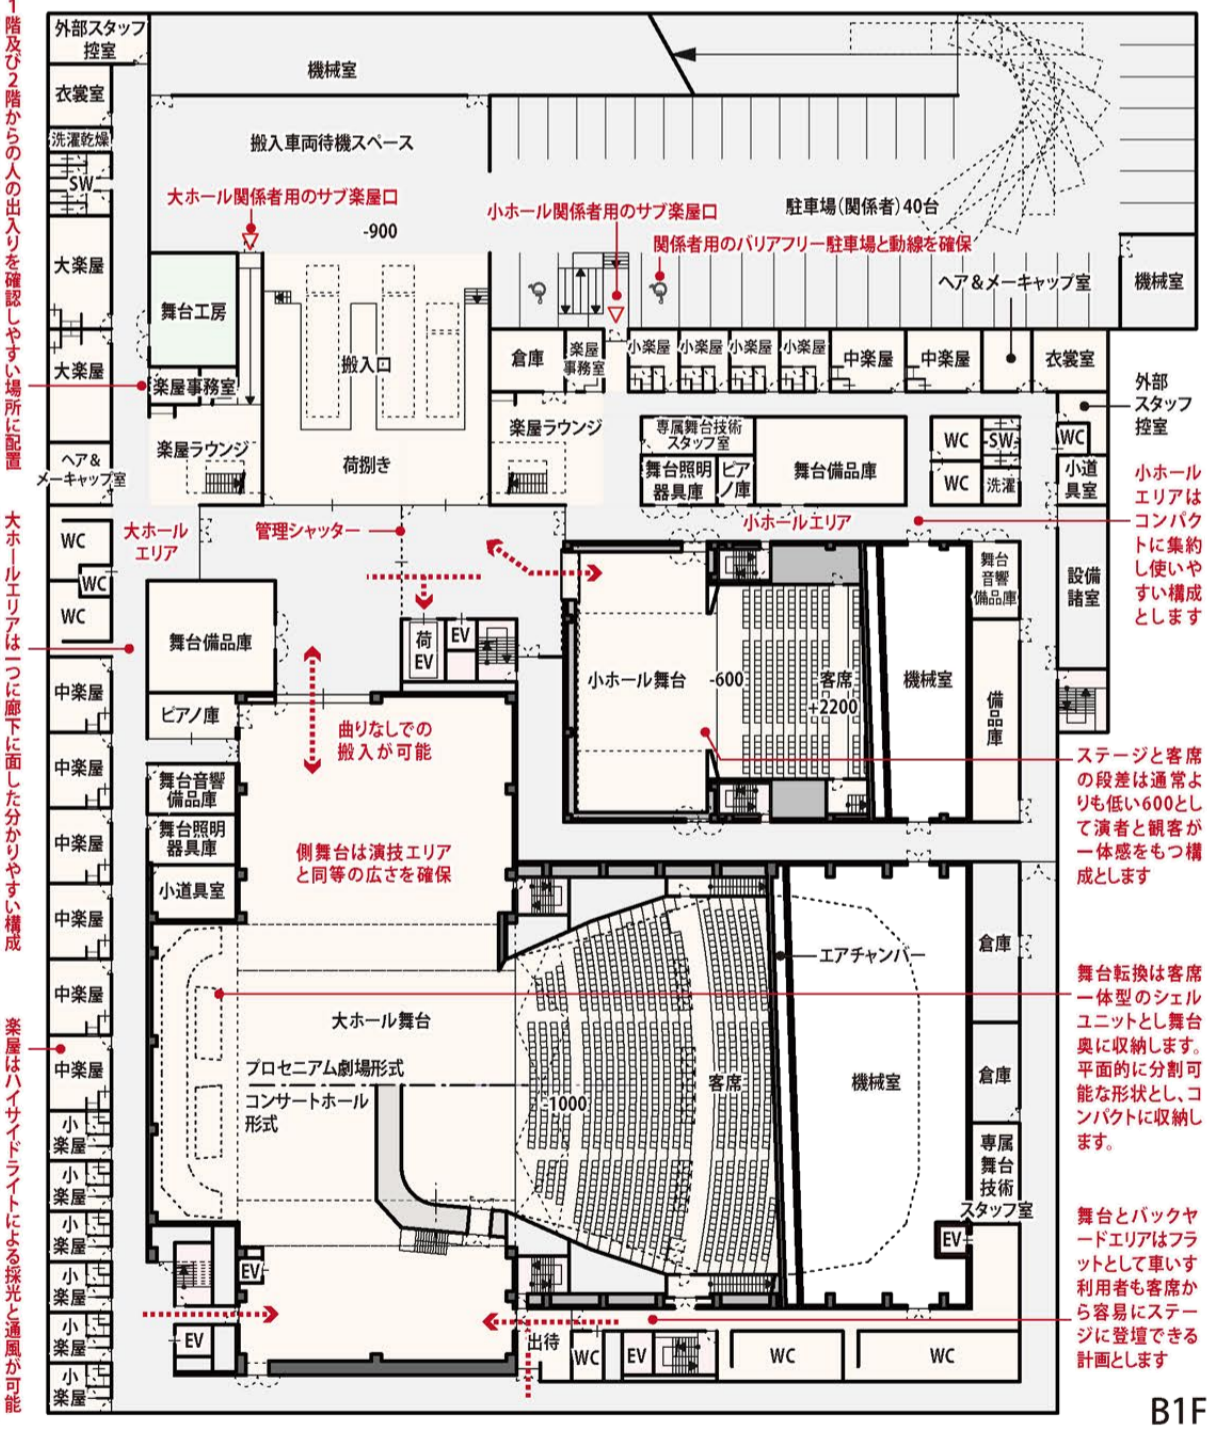 1階及び2階からの人の出入りを確認しやすい場所に配置
大ホールエリアは一つに廊下に面した分かりやすい構成
楽屋はハイサイドライトによる採光と通風が可能
外部スタッフ
控室
衣裳室
洗濯乾燥
SW
大楽屋
大楽屋
ヘア&
メーキャップ室
WC
WC
WC
中楽屋
中楽屋
中楽屋
中楽屋
中楽屋
中楽屋
小
楽屋
小
楽屋
小
楽屋
小
楽屋
小
楽屋
小
楽屋
機械室
搬入車両待機スペース
大ホール関係者用のサブ楽屋口
-900
小ホール関係者用のサブ楽屋口
駐車場(関係者)40台
関係者用のバリアフリー駐車場と動線を確保
ヘア&メーキャップ室
機械室
舞台工房
搬入口
楽屋事務室
楽屋ラウンジ
荷捌き
倉庫
楽屋
事務室
小楽屋
小楽屋
小楽屋
小楽屋
中楽屋
中楽屋
衣裳室
外部
スタッフ
控室
楽屋ラウンジ
専属舞台技術
スタッフ室
舞台照明
器具庫
ピア
ノ庫
舞台備品庫
WC
WC
SW
洗濯
WC
小道
具室
大ホール
エリア
管理シャッター
小ホールエリア
小ホール
エリアは
コンパク
トに集約
し使いや
すい構成
とします
舞台備品庫
荷
EV
EV
小ホール舞台
-600
客席
+2200
機械室
舞台
音響
備品庫
設備
諸室
備
品
庫
ピアノ庫
舞台音響
備品庫
舞台照明
器具庫
小道具室
曲りなしでの
搬入が可能
側舞台は演技エリア
と同等の広さを確保
ステージと客席
の段差は通常よ
りも低い600とし
て演者と観客が
一体感をもつ構
成とします
大ホール舞台
プロセニアム劇場形式
コンサートホール
形式
-1000
客席
エアチャンバー
機械室
倉庫
倉庫
専属
舞台
技術
スタッフ室
舞台転換は客席
一体型のシェル
ユニットとし舞台
奥に収納します。
平面的に分割可
能な形状とし、コ
ンパクトに収納し
ます。
EV
EV
EV
出待
WC
EV
WC
WC
舞台とバックヤ
ードエリアはフラ
ットとして車いす
利用者も客席か
ら容易にステー
ジに登壇できる
計画とします
B1F